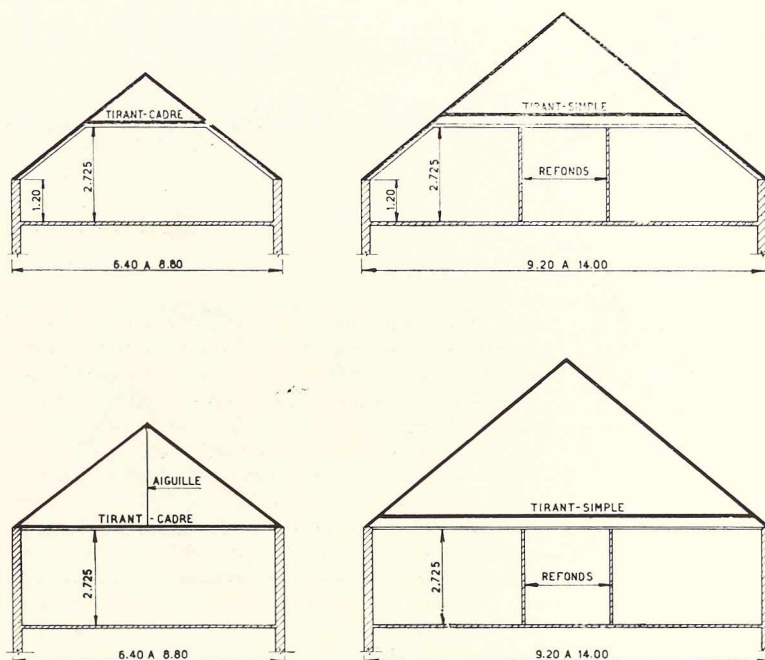 TIRANT-CADRE
2.725
1.20
6.40 A 8.80
TIRANT-SIMPLE
2.725
REFONDS
1.20
9.20 A 14.00
AIGUILLE
TIRANT - CADRE
2.725
6.40 A 8.80
TIRANT-SIMPLE
2.725
REFONDS
9.20 A 14.00